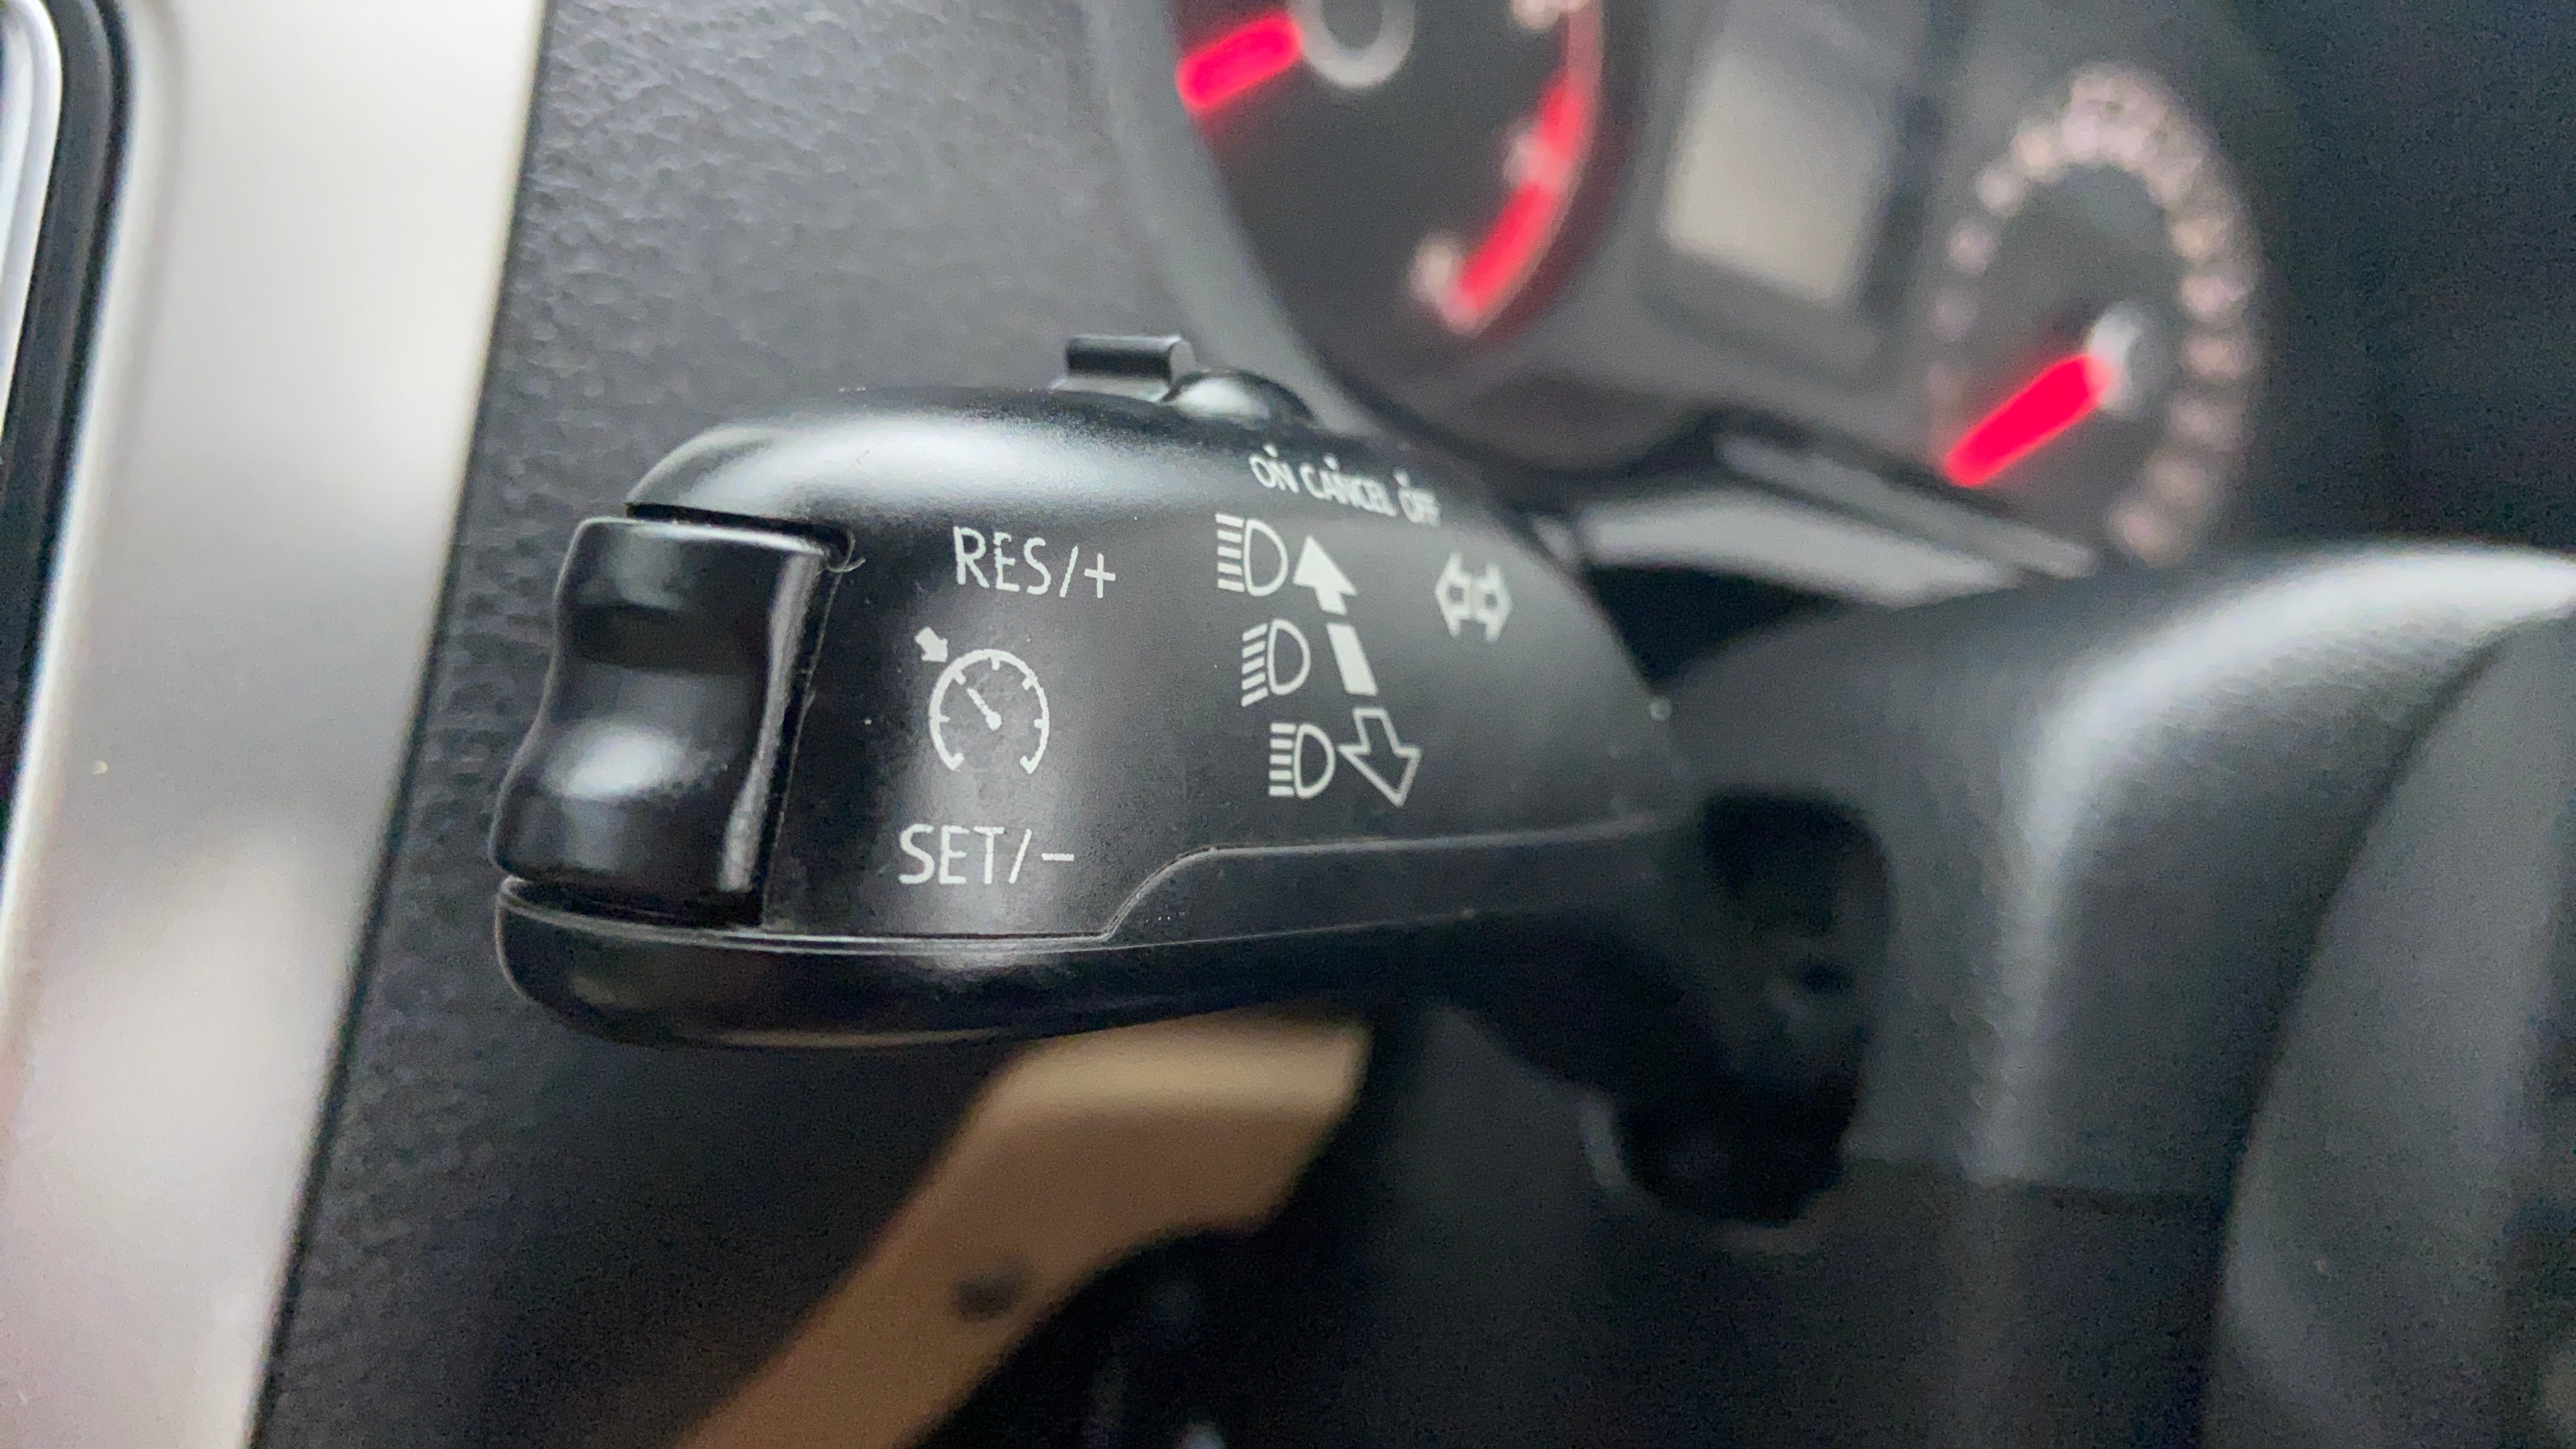 ON CANCEL OFF
RES/+
SET/-